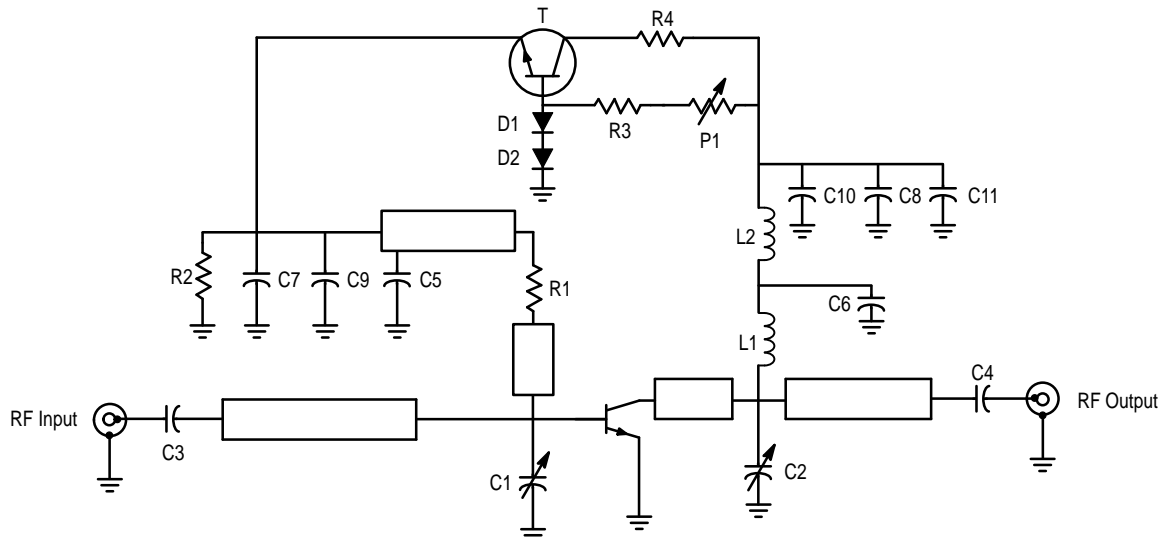 T
R4
D1
R3
P1
D2
C10
C8
C11
L2
R2
C7
C9
C5
R1
C6
L1
C4
RF Input
RF Output
C3
C1
C2